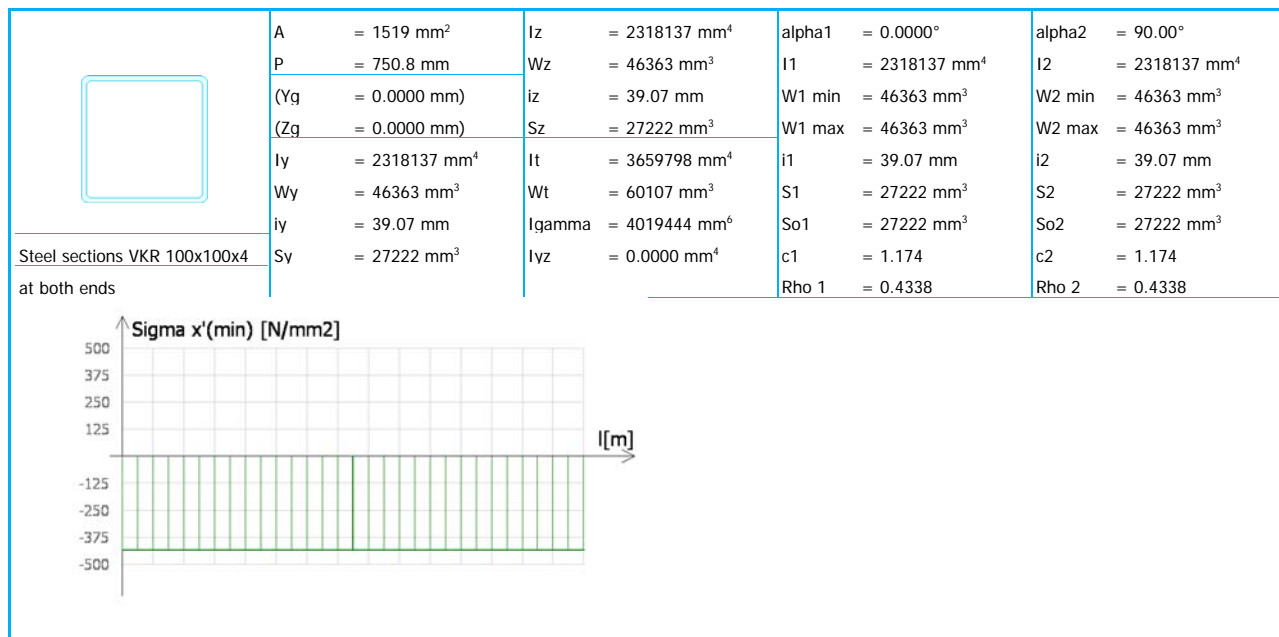 A = 1519 mm²
P = 750.8 mm
(Yg = 0.0000 mm)
(Zg = 0.0000 mm)
Iy = 2318137 mm⁴
Wy = 46363 mm³
iy = 39.07 mm
Sy = 27222 mm³
Iz = 2318137 mm⁴
Wz = 46363 mm³
iz = 39.07 mm
Sz = 27222 mm³
It = 3659798 mm⁴
Wt = 60107 mm³
Igamma = 4019444 mm⁶
Iyz = 0.0000 mm⁴
alpha1 = 0.0000°
I1 = 2318137 mm⁴
W1 min = 46363 mm³
W1 max = 46363 mm³
i1 = 39.07 mm
S1 = 27222 mm³
So1 = 27222 mm³
c1 = 1.174
Rho 1 = 0.4338
alpha2 = 90.00°
I2 = 2318137 mm⁴
W2 min = 46363 mm³
W2 max = 46363 mm³
i2 = 39.07 mm
S2 = 27222 mm³
So2 = 27222 mm³
c2 = 1.174
Rho 2 = 0.4338
Steel sections VKR 100x100x4
at both ends
Sigma x'(min) [N/mm2]
500
375
250
125
l[m]
-125
-250
-375
-500